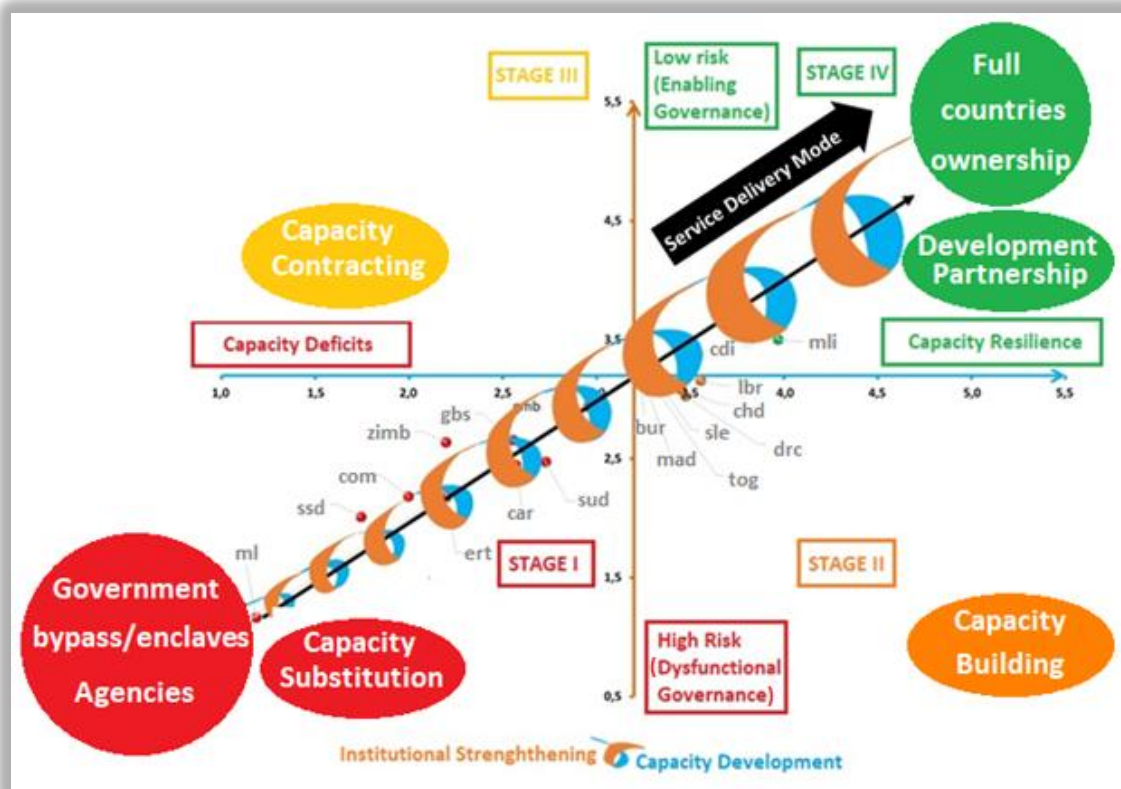 STAGE III
Low risk
(Enabling
Governance)
STAGE IV
Full
countries
ownership
5,5
Service Delivery Mode
4,5
Capacity
Contracting
Development
Partnership
Capacity Deficits
3,5
cdi
mli
Capacity Resilience
1,0
1,5
2,0
2,5
4,0
4,5
5,0
5,5
lbr
chd
gbs
zimb
bur
sle
drc
mad
2,5
com
sud
tog
ssd
car
ert
ml
STAGE I
STAGE II
1,5
Government
bypass/enclaves
Agencies
Capacity
Substitution
High Risk
(Dysfunctional
Governance)
Capacity
Building
0,5
Institutional Strenghthening
Capacity Development